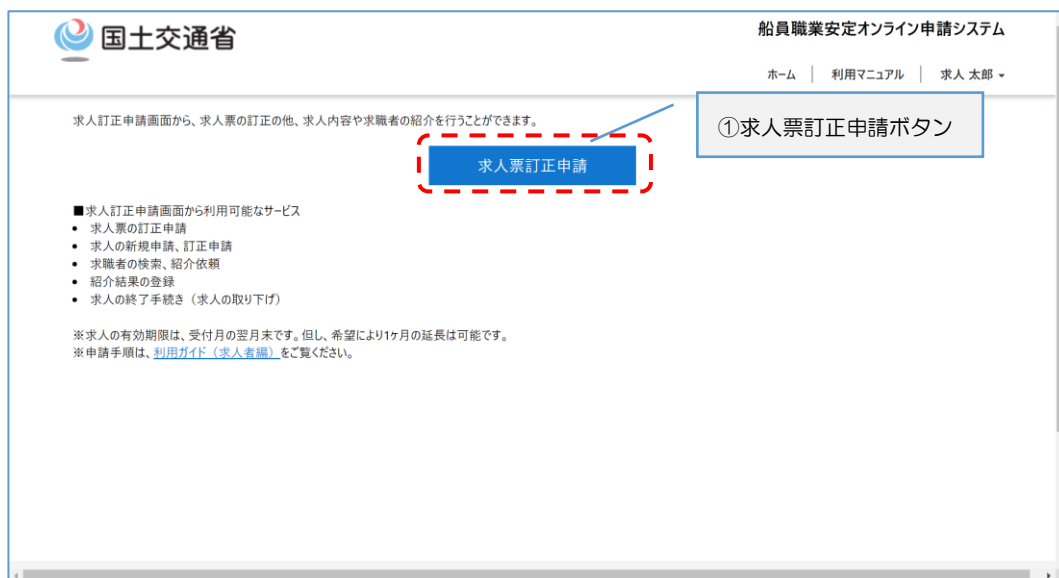 国土交通省
船員職業安定オンライン申請システム
ホーム │ 利用マニュアル │ 求人 太郎
求人訂正申請画面から、求人票の訂正の他、求人内容や求職者の紹介を行うことができます。
①求人票訂正申請ボタン
求人票訂正申請
■求人訂正申請画面から利用可能なサービス
• 求人票の訂正申請
• 求人の新規申請、訂正申請
• 求職者の検索、紹介依頼
• 紹介結果の登録
• 求人の終了手続き（求人の取り下げ）
※求人の有効期限は、受付月の翌月末です。但し、希望により1ヶ月の延長は可能です。
※申請手順は、利用ガイド（求人者編）をご覧ください。